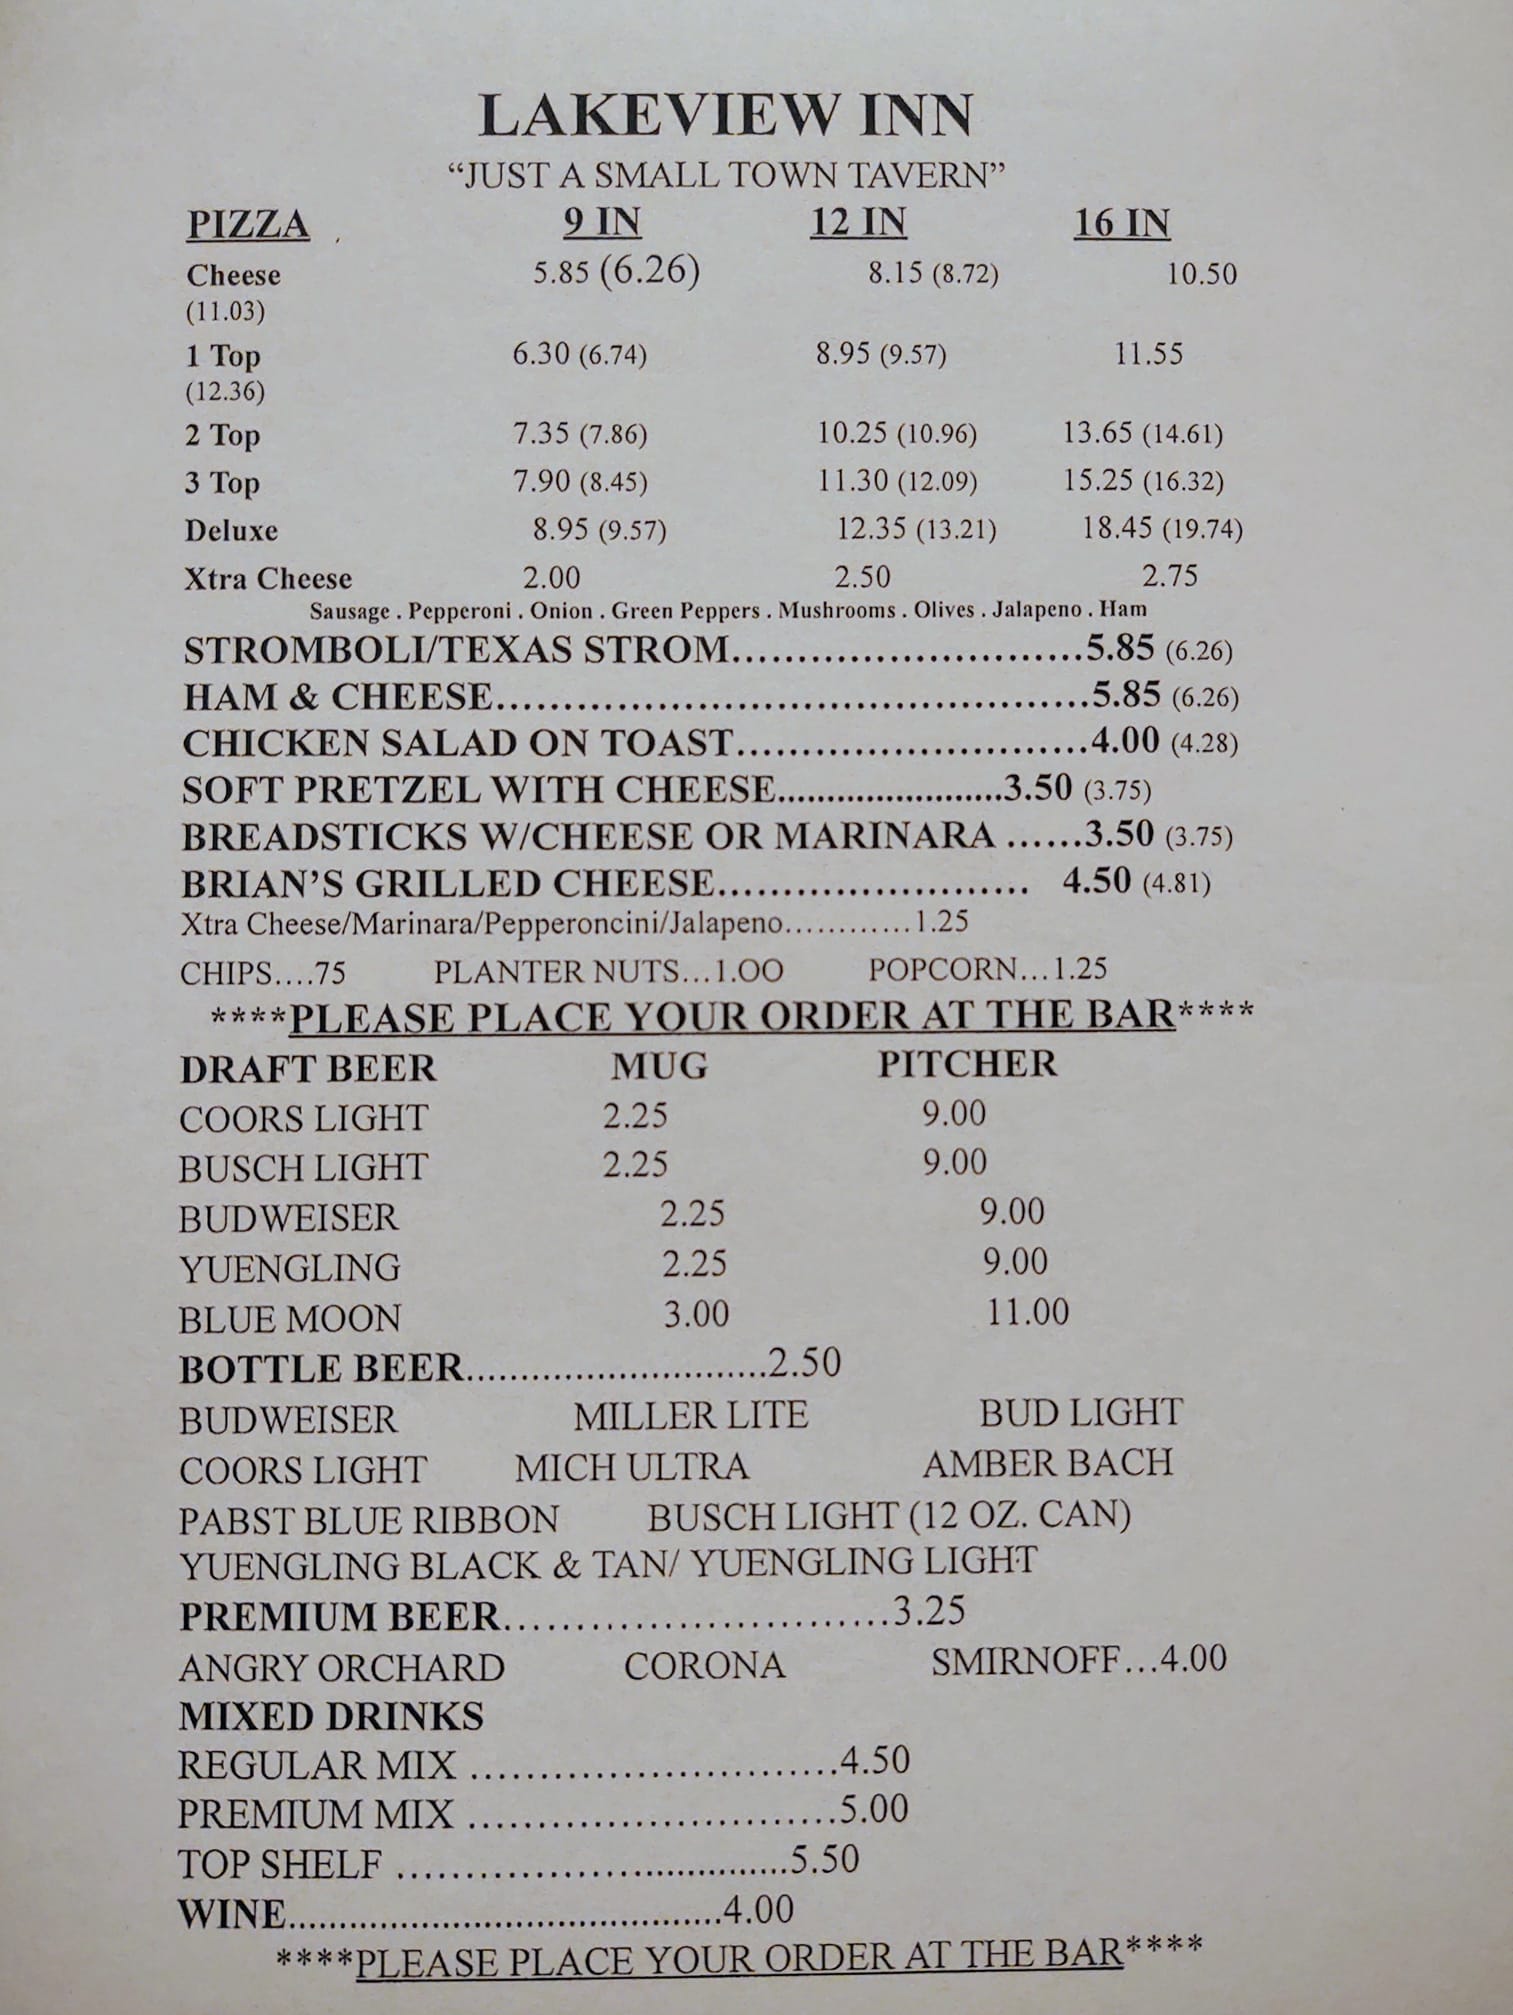 LAKEVIEW INN
“JUST A SMALL TOWN TAVERN”
PIZZA 9 IN 12 IN 16 IN
Cheese 5.85 (6.26) 8.15 (8.72) 10.50
(11.03)
1 Top 6.30 (6.74) 8.95 (9.57) 11.55
(12.36)
2 Top 7.35 (7.86) 10.25 (10.96) 13.65 (14.61)
3 Top 7.90 (8.45) 11.30 (12.09) 15.25 (16.32)
Deluxe 8.95 (9.57) 12.35 (13.21) 18.45 (19.74)
Xtra Cheese 2.00 2.50 2.75
Sausage . Pepperoni . Onion . Green Peppers . Mushrooms . Olives . Jalapeno . Ham
STROMBOLI/TEXAS STROM...........................5.85 (6.26)
HAM & CHEESE.............................................5.85 (6.26)
CHICKEN SALAD ON TOAST...........................4.00 (4.28)
SOFT PRETZEL WITH CHEESE.......................3.50 (3.75)
BREADSTICKS W/CHEESE OR MARINARA ......3.50 (3.75)
BRIAN’S GRILLED CHEESE........................ 4.50 (4.81)
Xtra Cheese/Marinara/Pepperoncini/Jalapeno............1.25
CHIPS....75 PLANTER NUTS...1.OO POPCORN...1.25
****PLEASE PLACE YOUR ORDER AT THE BAR****
DRAFT BEER MUG PITCHER
COORS LIGHT 2.25 9.00
BUSCH LIGHT 2.25 9.00
BUDWEISER 2.25 9.00
YUENGLING 2.25 9.00
BLUE MOON 3.00 11.00
BOTTLE BEER............................2.50
BUDWEISER MILLER LITE BUD LIGHT
COORS LIGHT MICH ULTRA AMBER BACH
PABST BLUE RIBBON BUSCH LIGHT (12 OZ. CAN)
YUENGLING BLACK & TAN/ YUENGLING LIGHT
PREMIUM BEER...........................3.25
ANGRY ORCHARD CORONA SMIRNOFF...4.00
MIXED DRINKS
REGULAR MIX ...........................4.50
PREMIUM MIX ...........................5.00
TOP SHELF ................................5.50
WINE..........................................4.00
****PLEASE PLACE YOUR ORDER AT THE BAR****